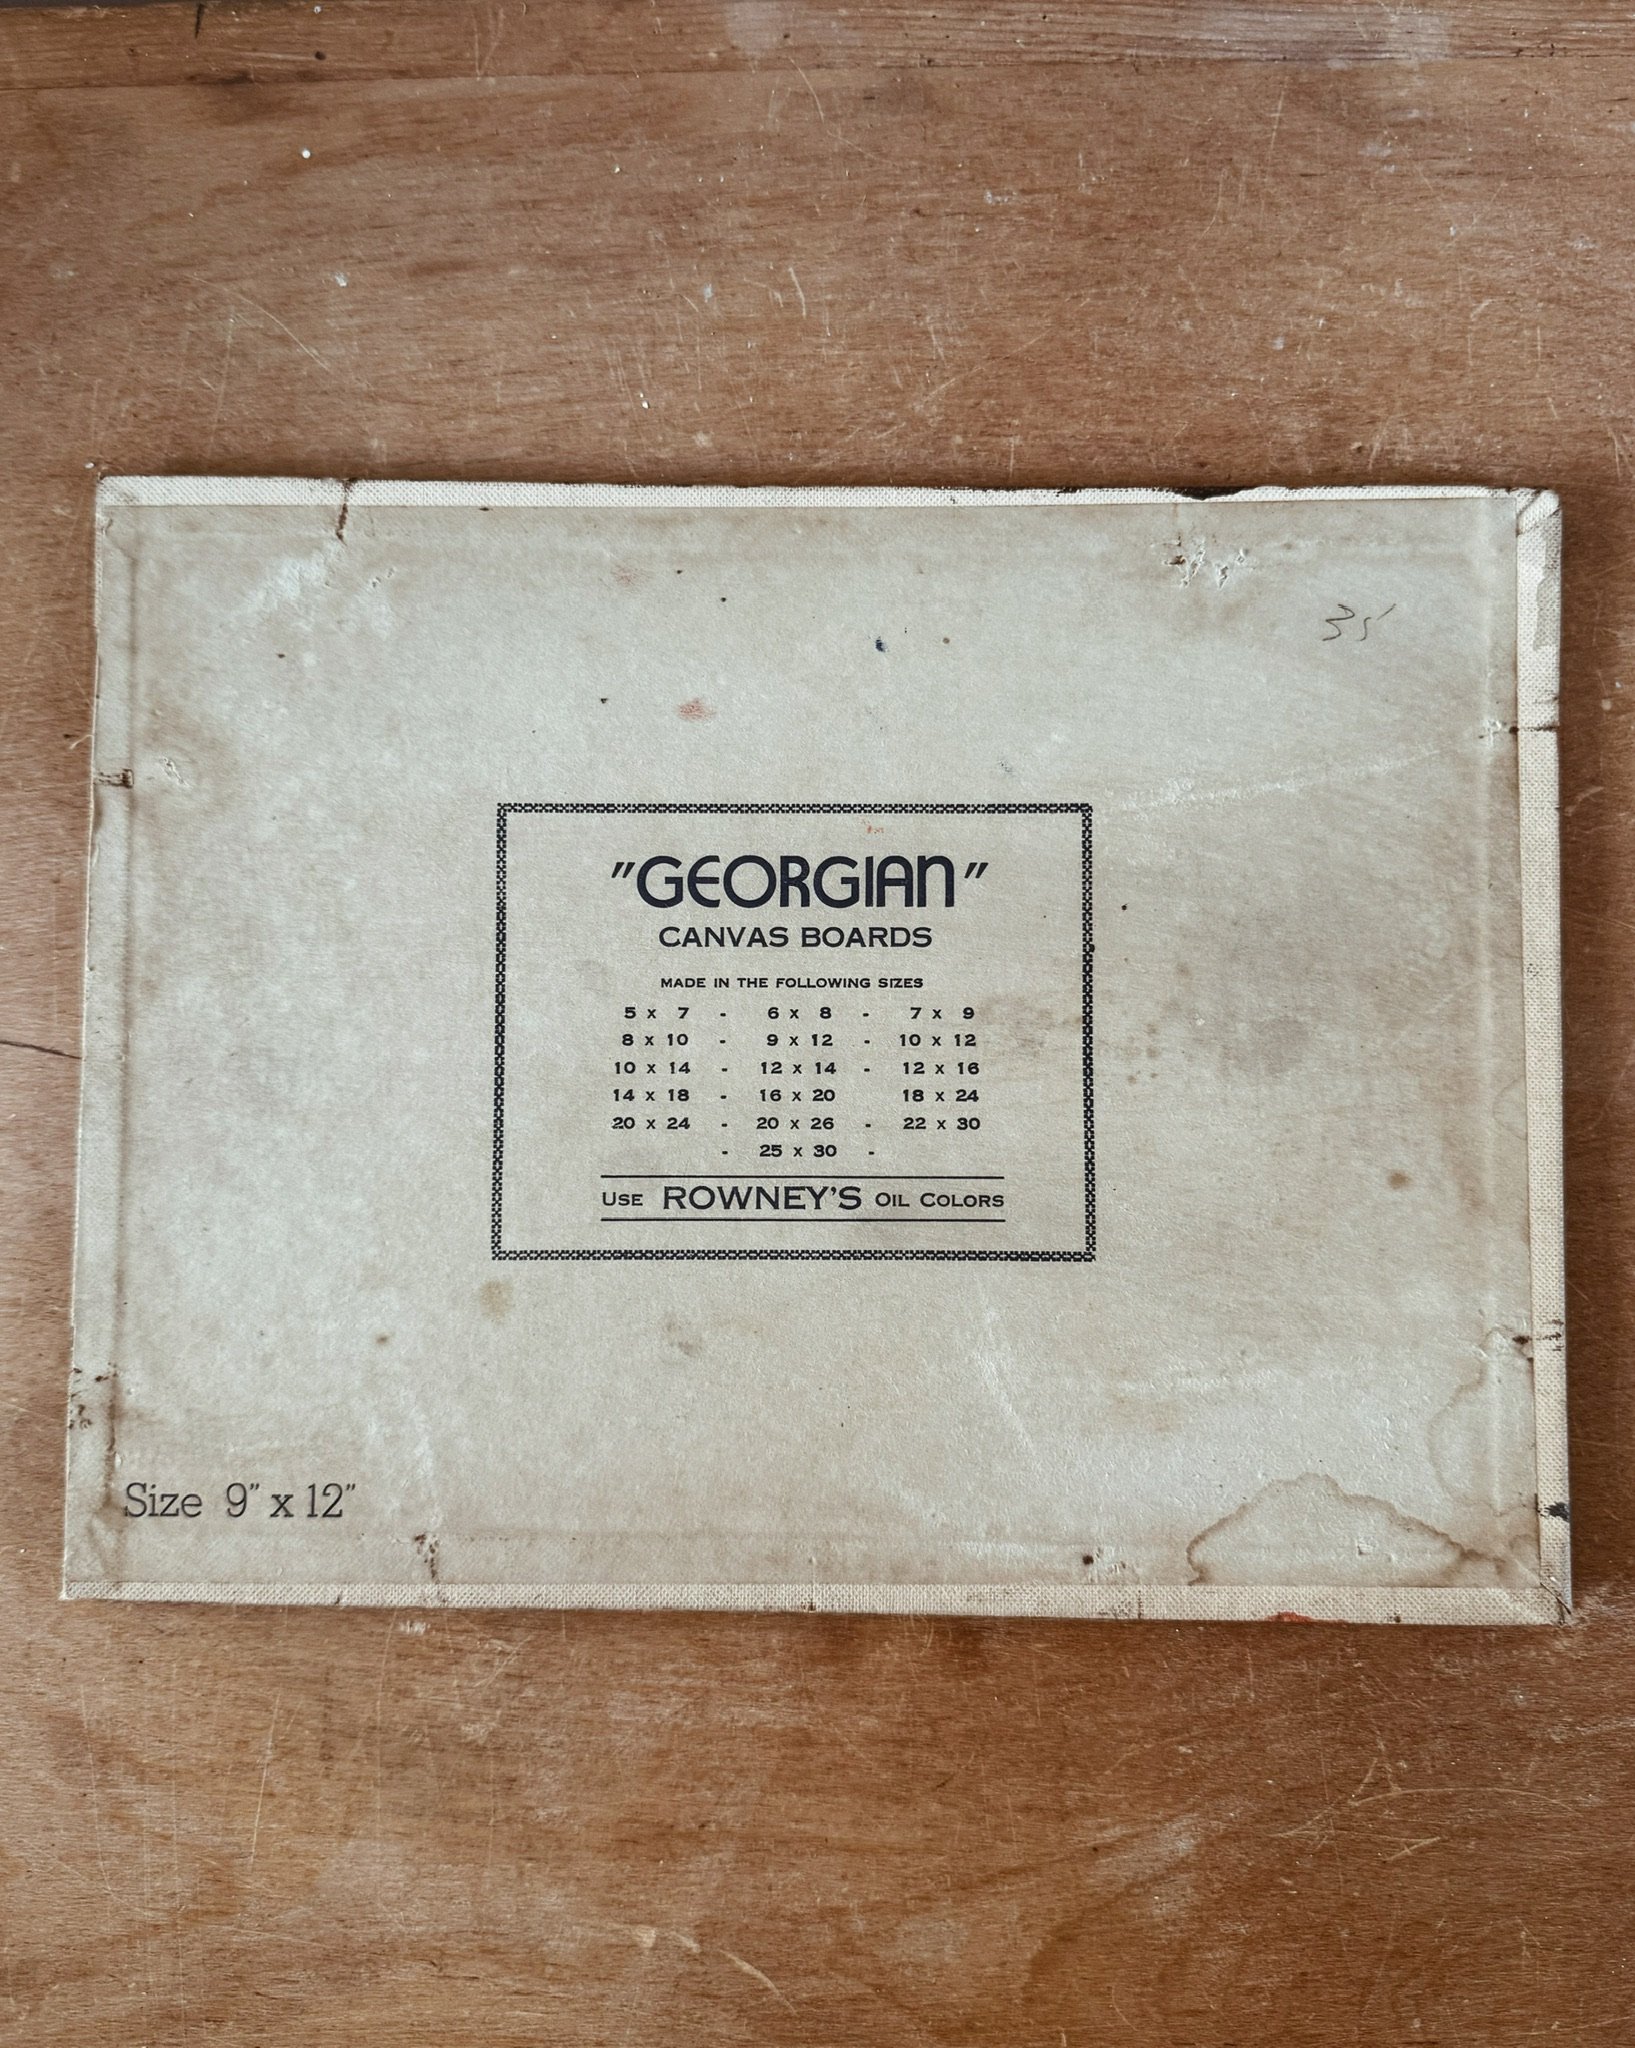 35
"GEORGIAN"
CANVAS BOARDS
MADE IN THE FOLLOWING SIZES
5 x 7 - 6 x 8 - 7 x 9
8 x 10 - 9 x 12 - 10 x 12
10 x 14 - 12 x 14 - 12 x 16
14 x 18 - 16 x 20 18 x 24
20 x 24 - 20 x 26 - 22 x 30
- 25 x 30 -
USE ROWNEY'S OIL COLORS
Size 9" x 12"